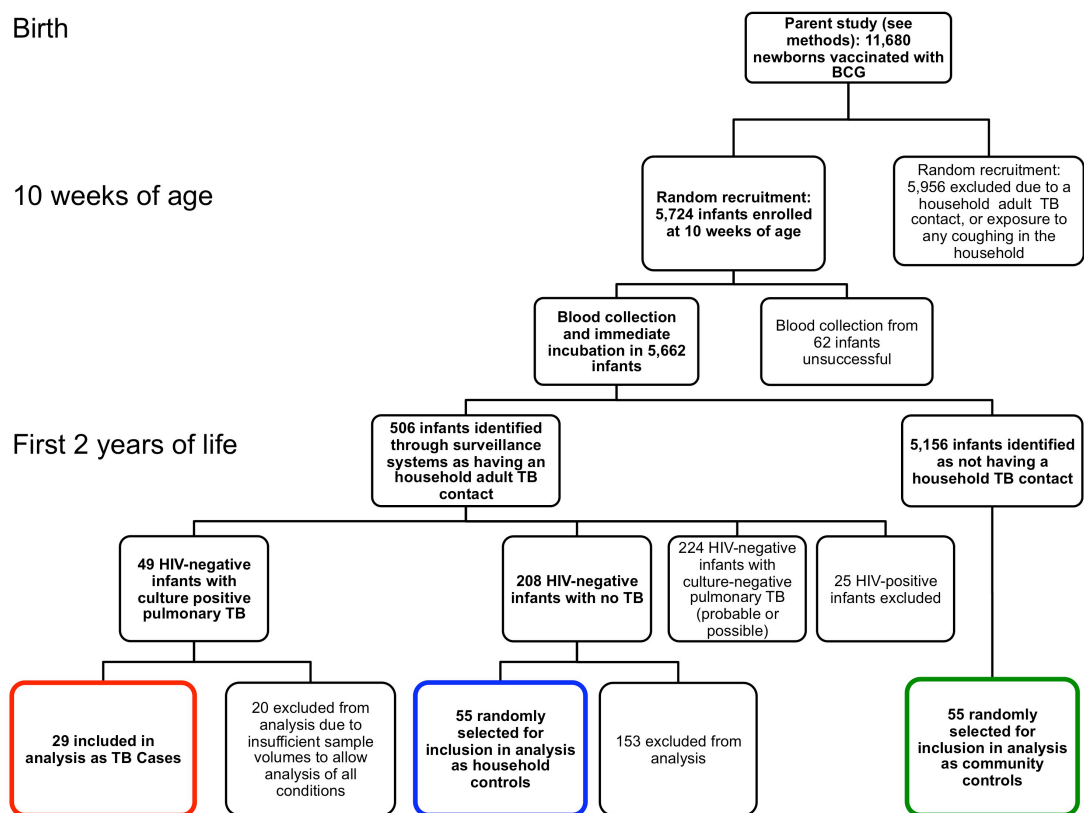 Birth
Parent study (see
methods): 11,680
newborns vaccinated with
BCG
10 weeks of age
Random recruitment:
5,724 infants enrolled
at 10 weeks of age
Random recruitment:
5,956 excluded due to a
household adult TB
contact, or exposure to
any coughing in the
household
Blood collection
and immediate
incubation in 5,662
infants
Blood collection from
62 infants
unsuccessful
First 2 years of life
506 infants identified
through surveillance
systems as having an
household adult TB
contact
5,156 infants identified
as not having a
household TB contact
49 HIV-negative
infants with
culture positive
pulmonary TB
208 HIV-negative
infants with no TB
224 HIV-negative
infants with
culture-negative
pulmonary TB
(probable or
possible)
25 HIV-positive
infants excluded
29 included in
analysis as TB Cases
20 excluded from
analysis due to
insufficient sample
volumes to allow
analysis of all
conditions
55 randomly
selected for
inclusion in analysis
as household
controls
153 excluded from
analysis
55 randomly
selected for
inclusion in analysis
as community
controls